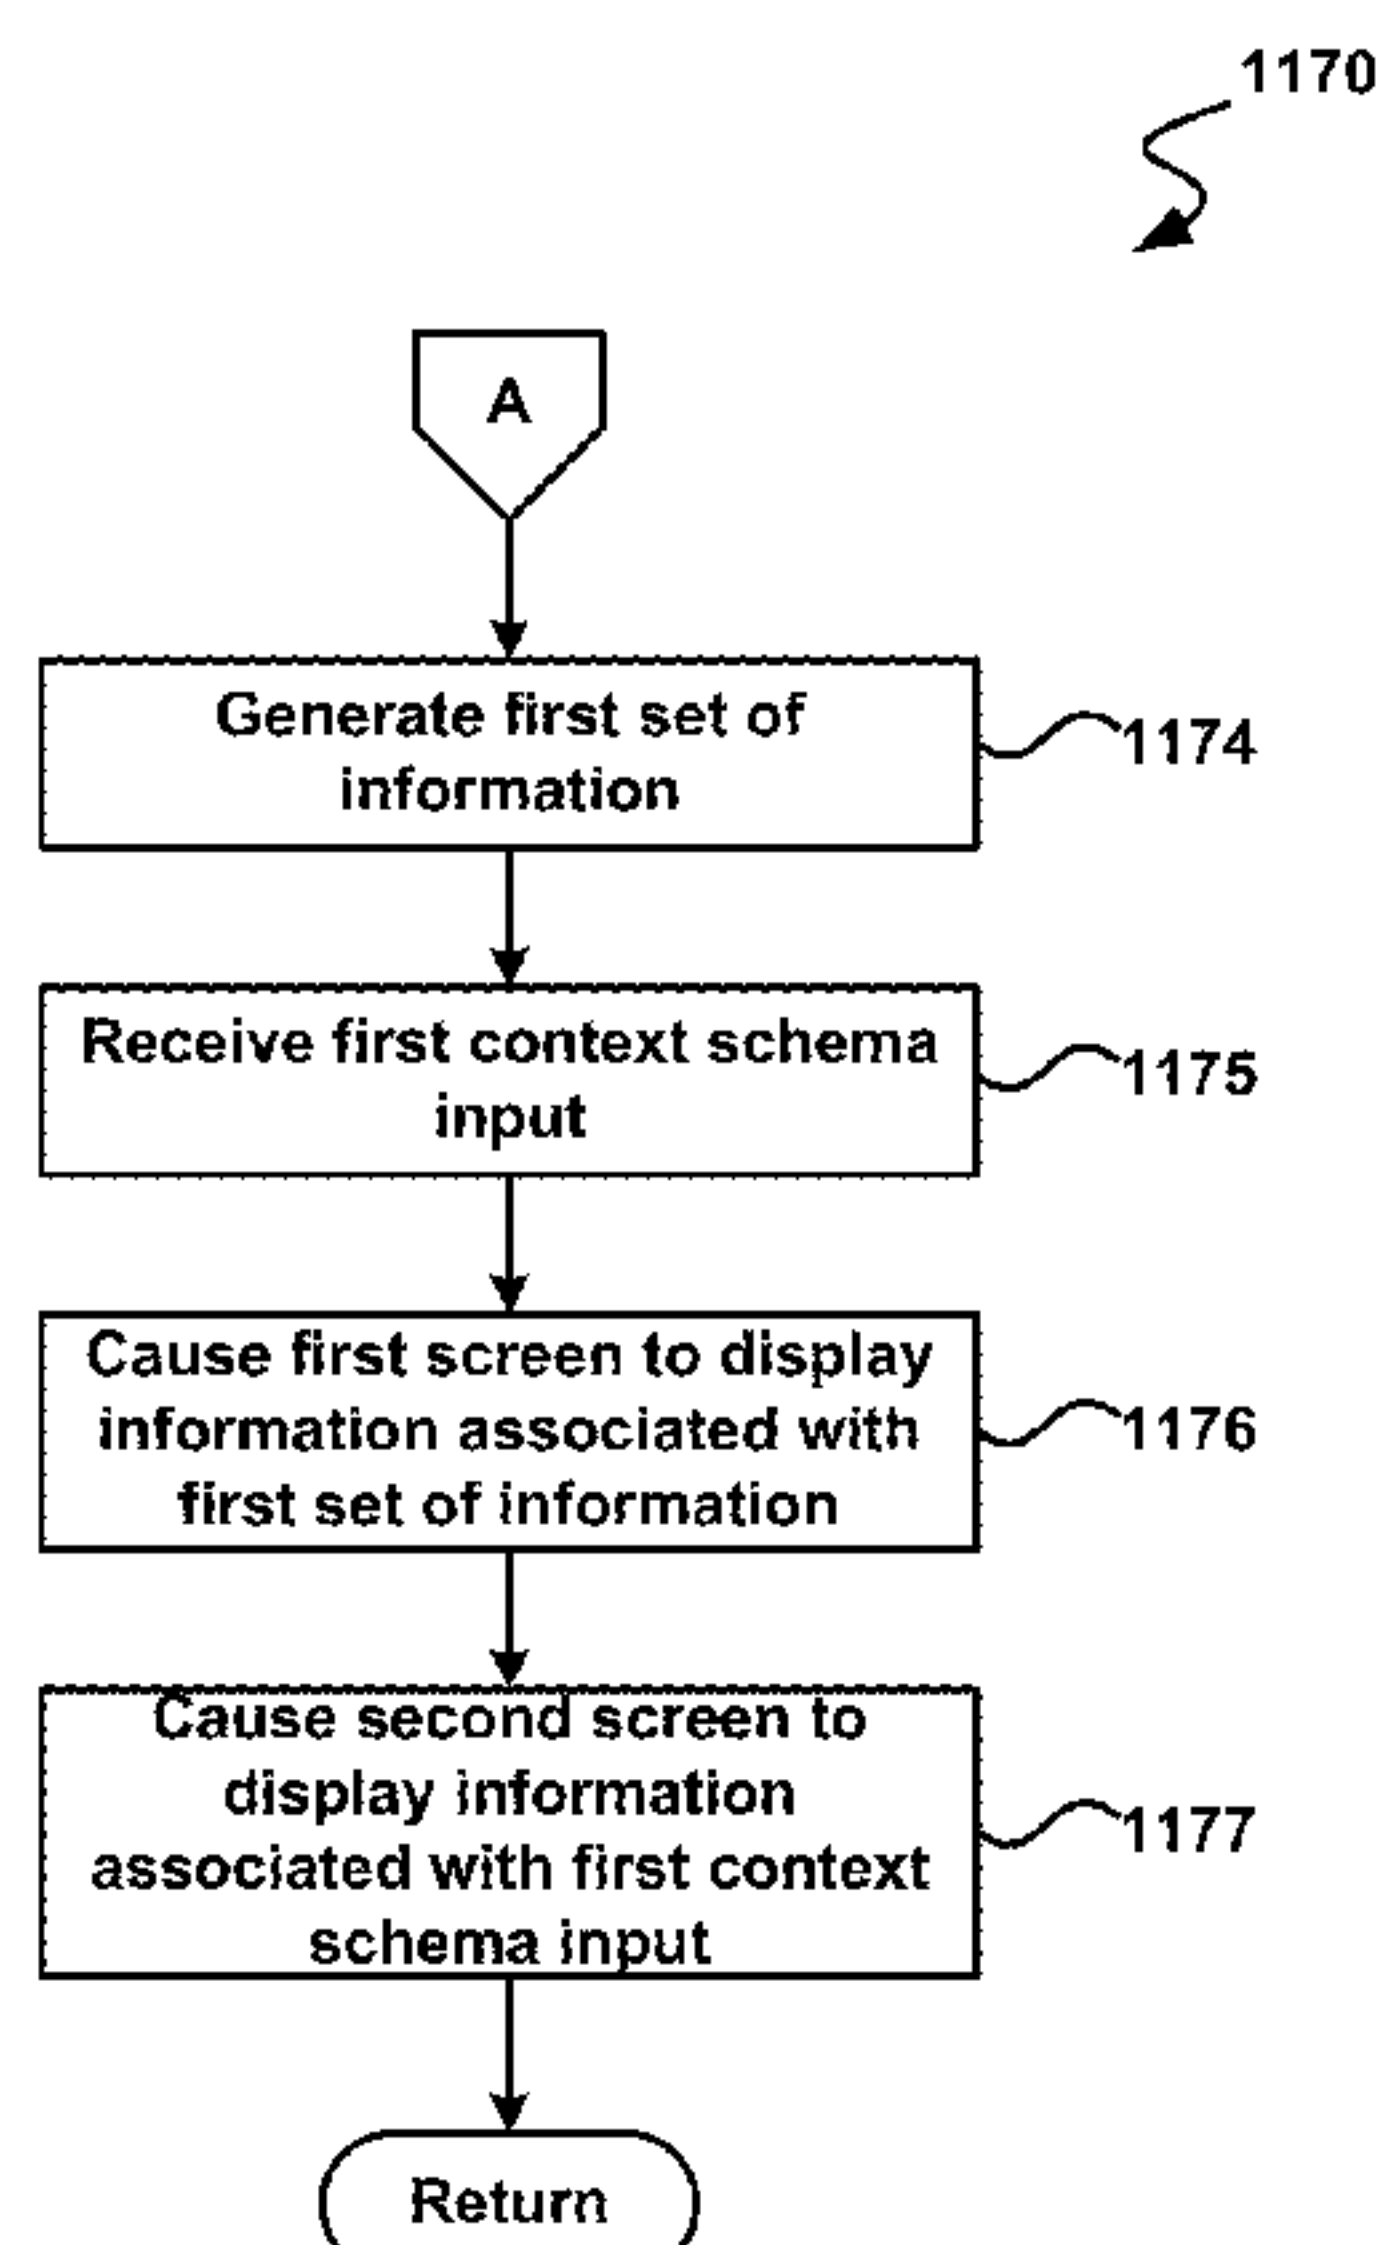 1170
A
Generate first set of
information
1174
Receive first context schema
input
1175
Cause first screen to display
information associated with
first set of information
1176
Cause second screen to
display information
associated with first context
schema input
1177
Return